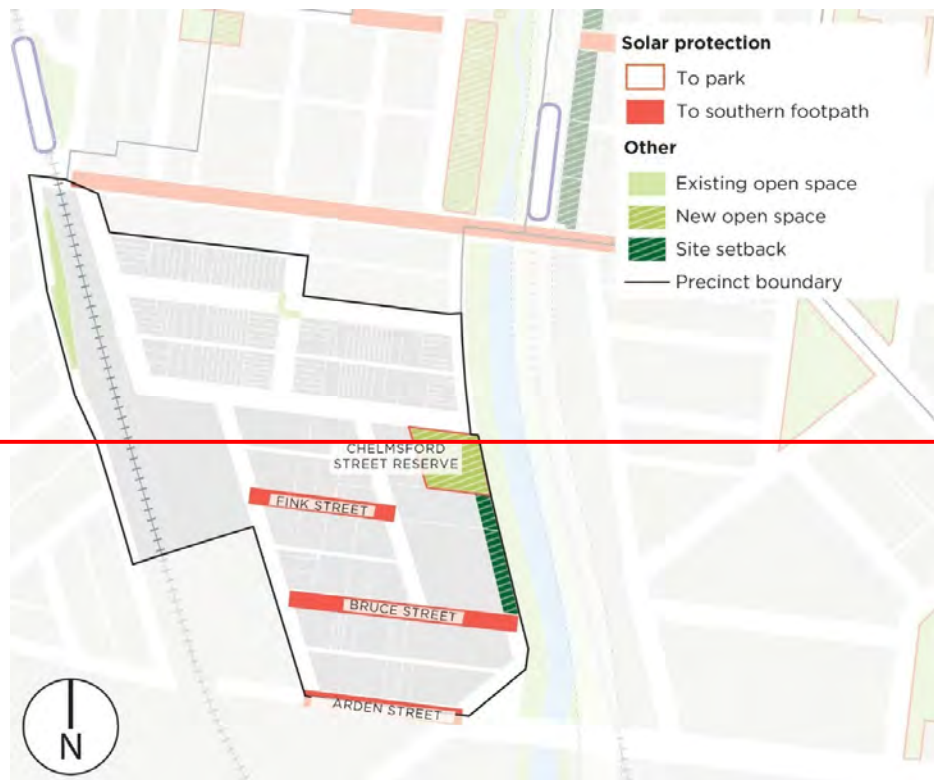 Solar protection
To park
To southern footpath
Other
Existing open space
New open space
Site setback
Precinct boundary
CHELMSFORD
STREET RESERVE
FINK STREET
BRUCE STREET
ARDEN STREET
N